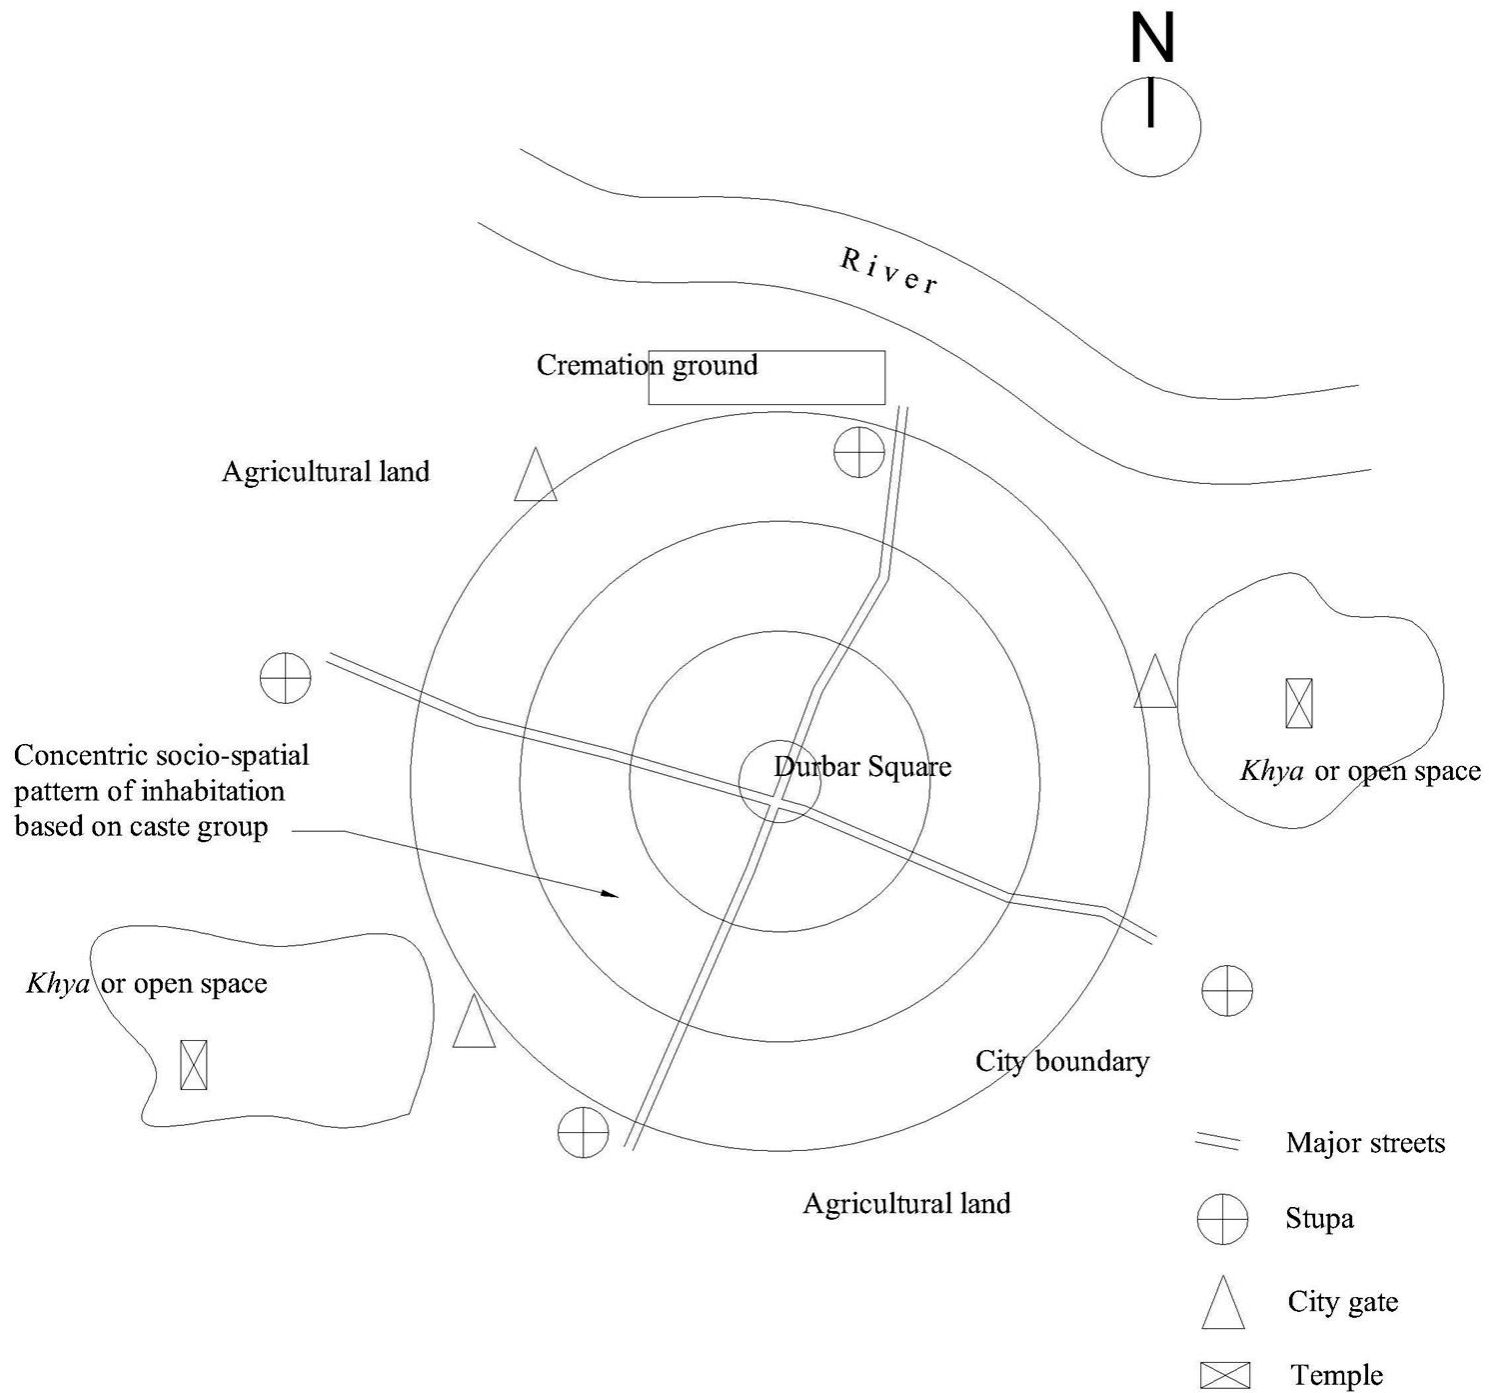 N
River
Cremation ground
Agricultural land
Durbar Square
Concentric socio-spatial
pattern of inhabitation
based on caste group
Khya or open space
Khya or open space
City boundary
Agricultural land
Major streets
Stupa
City gate
Temple